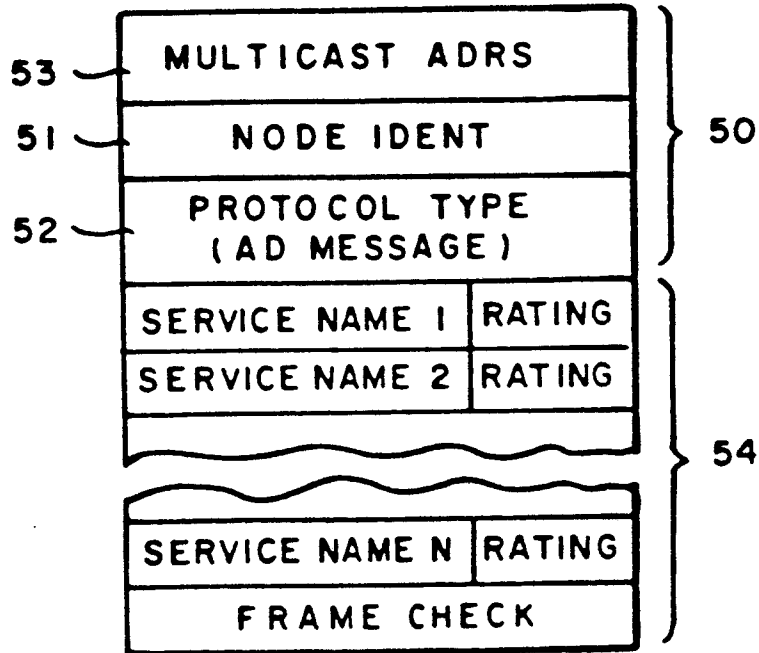 53 MULTICAST ADRS
51 NODE IDENT 50
52 PROTOCOL TYPE
(AD MESSAGE)
SERVICE NAME 1 RATING
SERVICE NAME 2 RATING
54
SERVICE NAME N RATING
FRAME CHECK